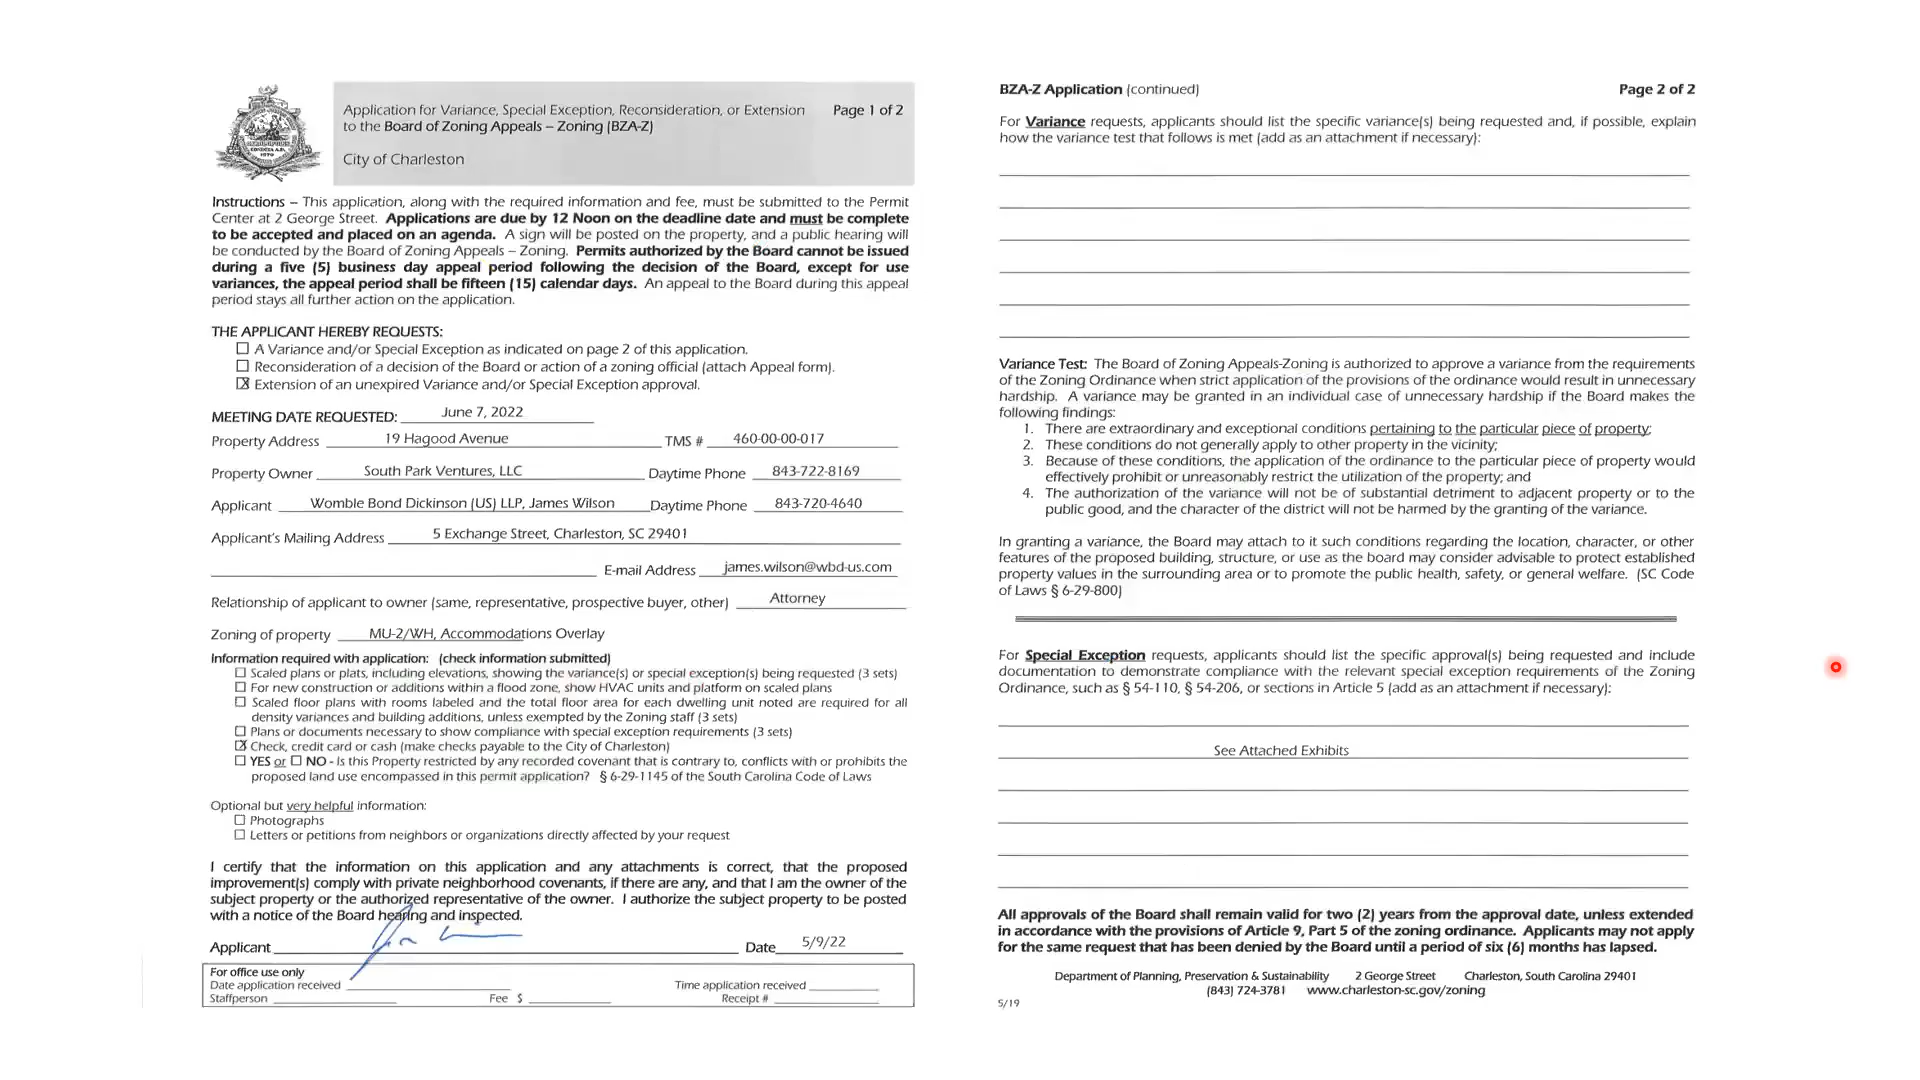 Application for Variance, Special Exception, Reconsideration, or Extension Page 1 of 2
to the Board of Zoning Appeals – Zoning (BZA-Z)
City of Charleston
Instructions – This application, along with the required information and fee, must be submitted to the Permit
Center at 2 George Street. Applications are due by 12 Noon on the deadline date and must be complete
to be accepted and placed on an agenda. A sign will be posted on the property, and a public hearing will
be conducted by the Board of Zoning Appeals – Zoning. Permits authorized by the Board cannot be issued
during a five (5) business day appeal period following the decision of the Board, except for use
variances, the appeal period shall be fifteen (15) calendar days. An appeal to the Board during this appeal
period stays all further action on the application.
THE APPLICANT HEREBY REQUESTS:
☐ A Variance and/or Special Exception as indicated on page 2 of this application.
☐ Reconsideration of a decision of the Board or action of a zoning official (attach Appeal form).
☒ Extension of an unexpired Variance and/or Special Exception approval.
MEETING DATE REQUESTED: June 7, 2022
Property Address 19 Hagood Avenue TMS # 460-00-00-017
Property Owner South Park Ventures, LLC Daytime Phone 843-722-8169
Applicant Womble Bond Dickinson (US) LLP, James Wilson Daytime Phone 843-720-4640
Applicant's Mailing Address 5 Exchange Street, Charleston, SC 29401
E-mail Address james.wilson@wbd-us.com
Relationship of applicant to owner (same, representative, prospective buyer, other) Attorney
Zoning of property MU-2/WH, Accommodations Overlay
Information required with application: (check information submitted)
☐ Scaled plans or plats, including elevations, showing the variance(s) or special exception(s) being requested (3 sets)
☐ For new construction or additions within a flood zone, show HVAC units and platform on scaled plans
☐ Scaled floor plans with rooms labeled and the total floor area for each dwelling unit noted are required for all
density variances and building additions, unless exempted by the Zoning staff (3 sets)
☐ Plans or documents necessary to show compliance with special exception requirements (3 sets)
☒ Check, credit card or cash (make checks payable to the City of Charleston)
☐ YES or ☐ NO - Is this Property restricted by any recorded covenant that is contrary to, conflicts with or prohibits the
proposed land use encompassed in this permit application? § 6-29-1145 of the South Carolina Code of Laws
Optional but very helpful information:
☐ Photographs
☐ Letters or petitions from neighbors or organizations directly affected by your request
I certify that the information on this application and any attachments is correct, that the proposed
improvement(s) comply with private neighborhood covenants, if there are any, and that I am the owner of the
subject property or the authorized representative of the owner. I authorize the subject property to be posted
with a notice of the Board hearing and inspected.
Applicant Date 5/9/22
For office use only
Date application received Time application received
Staffperson Fee $ Receipt #
BZA-Z Application (continued) Page 2 of 2
For Variance requests, applicants should list the specific variance(s) being requested and, if possible, explain
how the variance test that follows is met (add as an attachment if necessary):
Variance Test: The Board of Zoning Appeals-Zoning is authorized to approve a variance from the requirements
of the Zoning Ordinance when strict application of the provisions of the ordinance would result in unnecessary
hardship. A variance may be granted in an individual case of unnecessary hardship if the Board makes the
following findings:
1. There are extraordinary and exceptional conditions pertaining to the particular piece of property;
2. These conditions do not generally apply to other property in the vicinity;
3. Because of these conditions, the application of the ordinance to the particular piece of property would
effectively prohibit or unreasonably restrict the utilization of the property; and
4. The authorization of the variance will not be of substantial detriment to adjacent property or to the
public good, and the character of the district will not be harmed by the granting of the variance.
In granting a variance, the Board may attach to it such conditions regarding the location, character, or other
features of the proposed building, structure, or use as the board may consider advisable to protect established
property values in the surrounding area or to promote the public health, safety, or general welfare. (SC Code
of Laws § 6-29-800)
For Special Exception requests, applicants should list the specific approval(s) being requested and include
documentation to demonstrate compliance with the relevant special exception requirements of the Zoning
Ordinance, such as § 54-110, § 54-206, or sections in Article 5 (add as an attachment if necessary):
See Attached Exhibits
All approvals of the Board shall remain valid for two (2) years from the approval date, unless extended
in accordance with the provisions of Article 9, Part 5 of the zoning ordinance. Applicants may not apply
for the same request that has been denied by the Board until a period of six (6) months has lapsed.
Department of Planning, Preservation & Sustainability 2 George Street Charleston, South Carolina 29401
(843) 724-3781 www.charleston-sc.gov/zoning
5/19